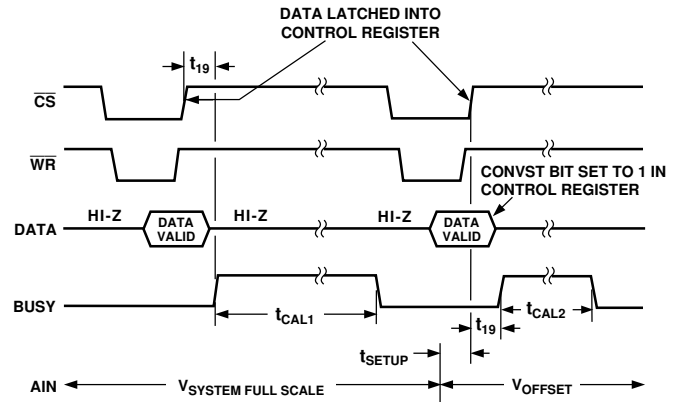 DATA LATCHED INTO
CONTROL REGISTER
t19
CS
WR
CONVST BIT SET TO 1 IN
CONTROL REGISTER
DATA
HI-Z
DATA
VALID
HI-Z
HI-Z
DATA
VALID
BUSY
tCAL1
t19
tCAL2
tSETUP
AIN
VSYSTEM FULL SCALE
VOFFSET